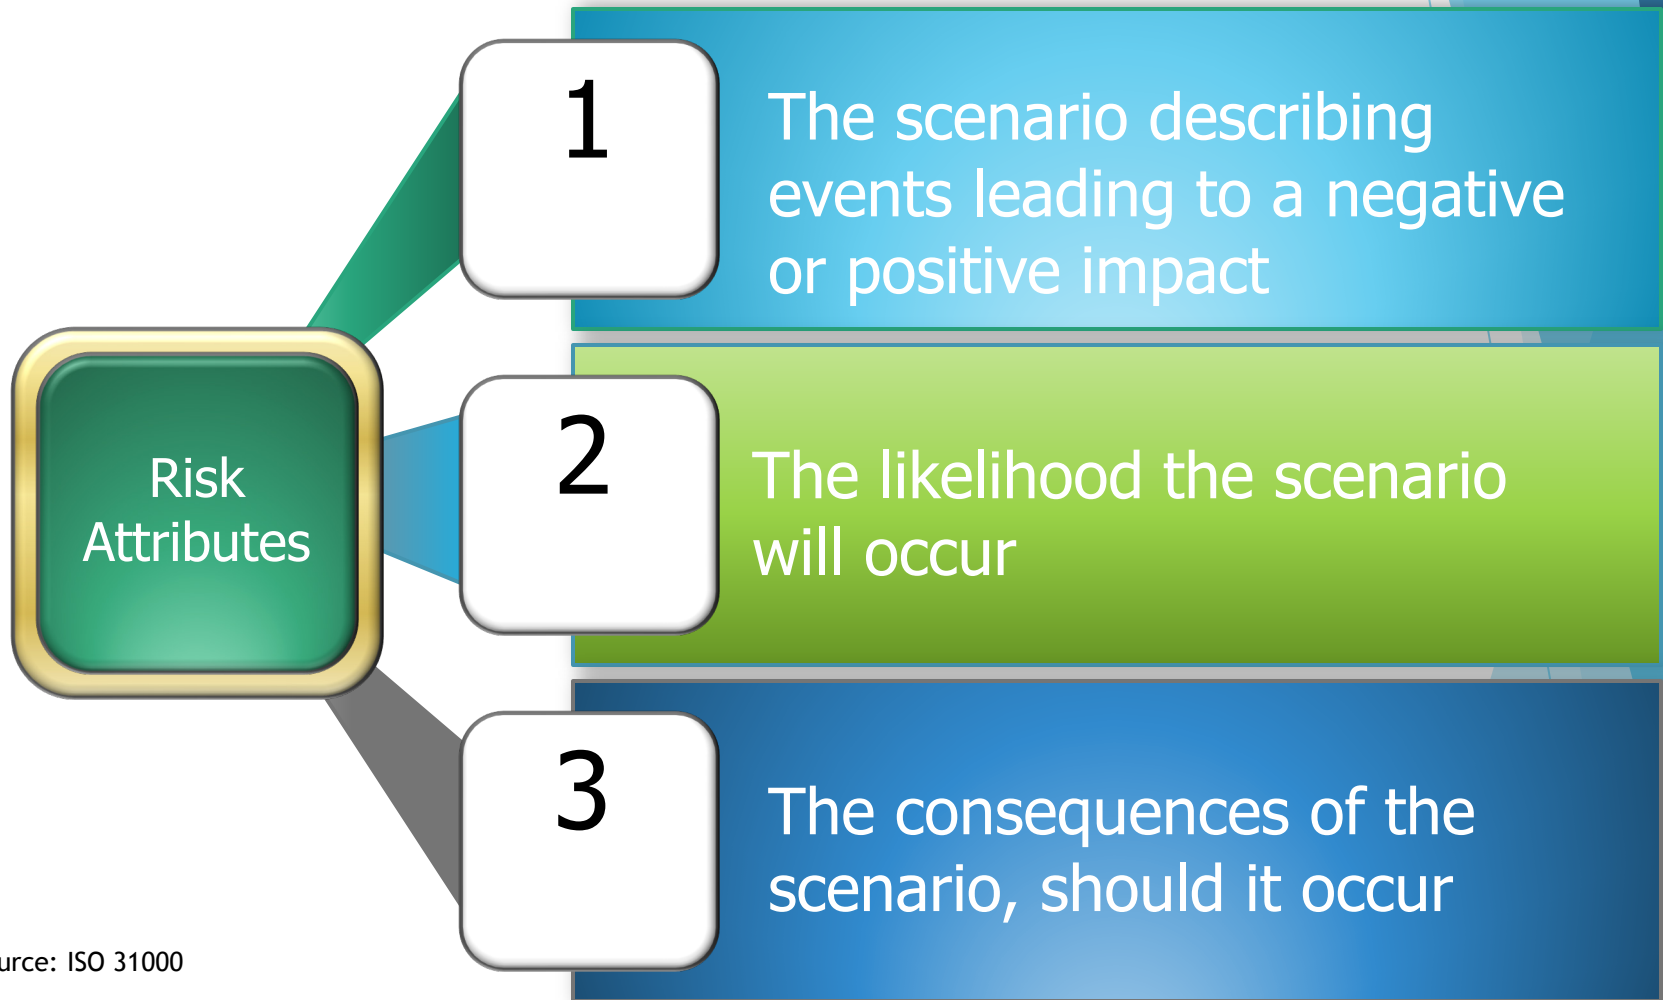 1
The scenario describing
events leading to a negative
or positive impact
Risk
Attributes
2
The likelihood the scenario
will occur
3
The consequences of the
scenario, should it occur
urce: ISO 31000